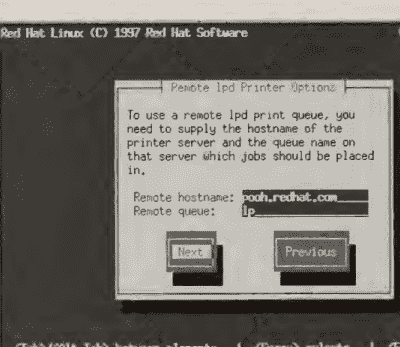 Red Hat Linux (C) 1997 Red Hat Software
Remote lpd Printer Options
To use a remote lpd print queue, you
need to supply the hostname of the
printer server and the queue name on
that server which jobs should be placed
in.
Remote hostname: pooh.redhat.com
Remote queue: lp
Next Previous